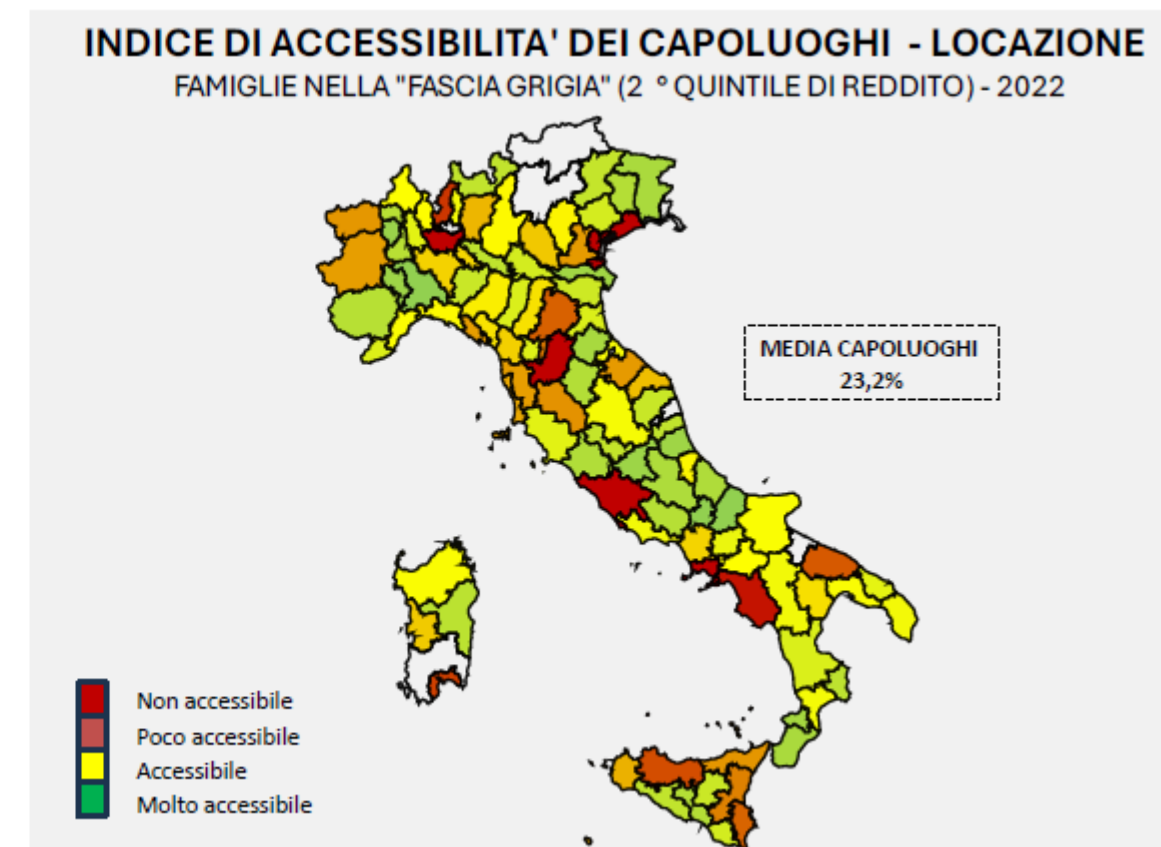 INDICE DI ACCESSIBILITA' DEI CAPOLUOGHI - LOCAZIONE
FAMIGLIE NELLA "FASCIA GRIGIA" (2 ° QUINTILE DI REDDITO) - 2022
MEDIA CAPOLUOGHI
23,2%
Non accessibile
Poco accessibile
Accessibile
Molto accessibile